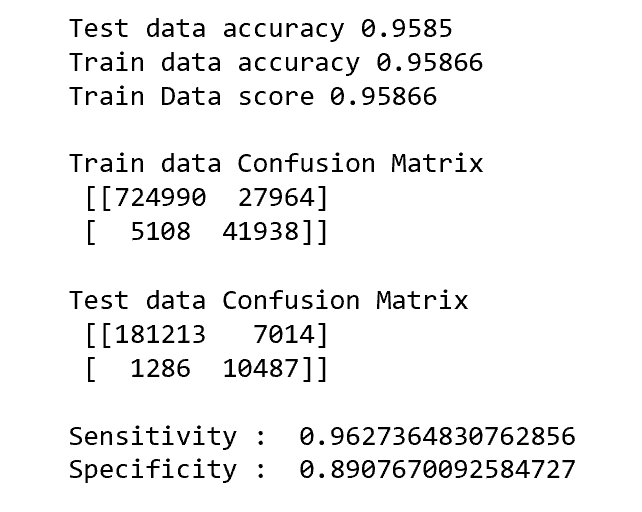 Test data accuracy 0.9585
Train data accuracy 0.95866
Train Data score 0.95866
Train data Confusion Matrix
[[724990 27964]
[ 5108 41938]]
Test data Confusion Matrix
[[181213 7014]
[ 1286 10487]]
Sensitivity : 0.9627364830762856
Specificity : 0.8907670092584727